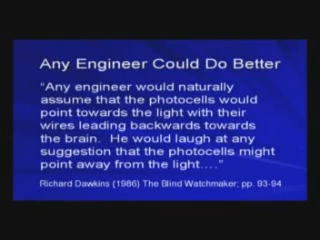 Any Engineer Could Do Better
"Any engineer would naturally
assume that the photocells would
point towards the light with their
wires leading backwards towards
the brain.  He would laugh at any
suggestion that the photocells might
point away from the light...."
Richard Dawkins (1986) The Blind Watchmaker; pp. 93-94